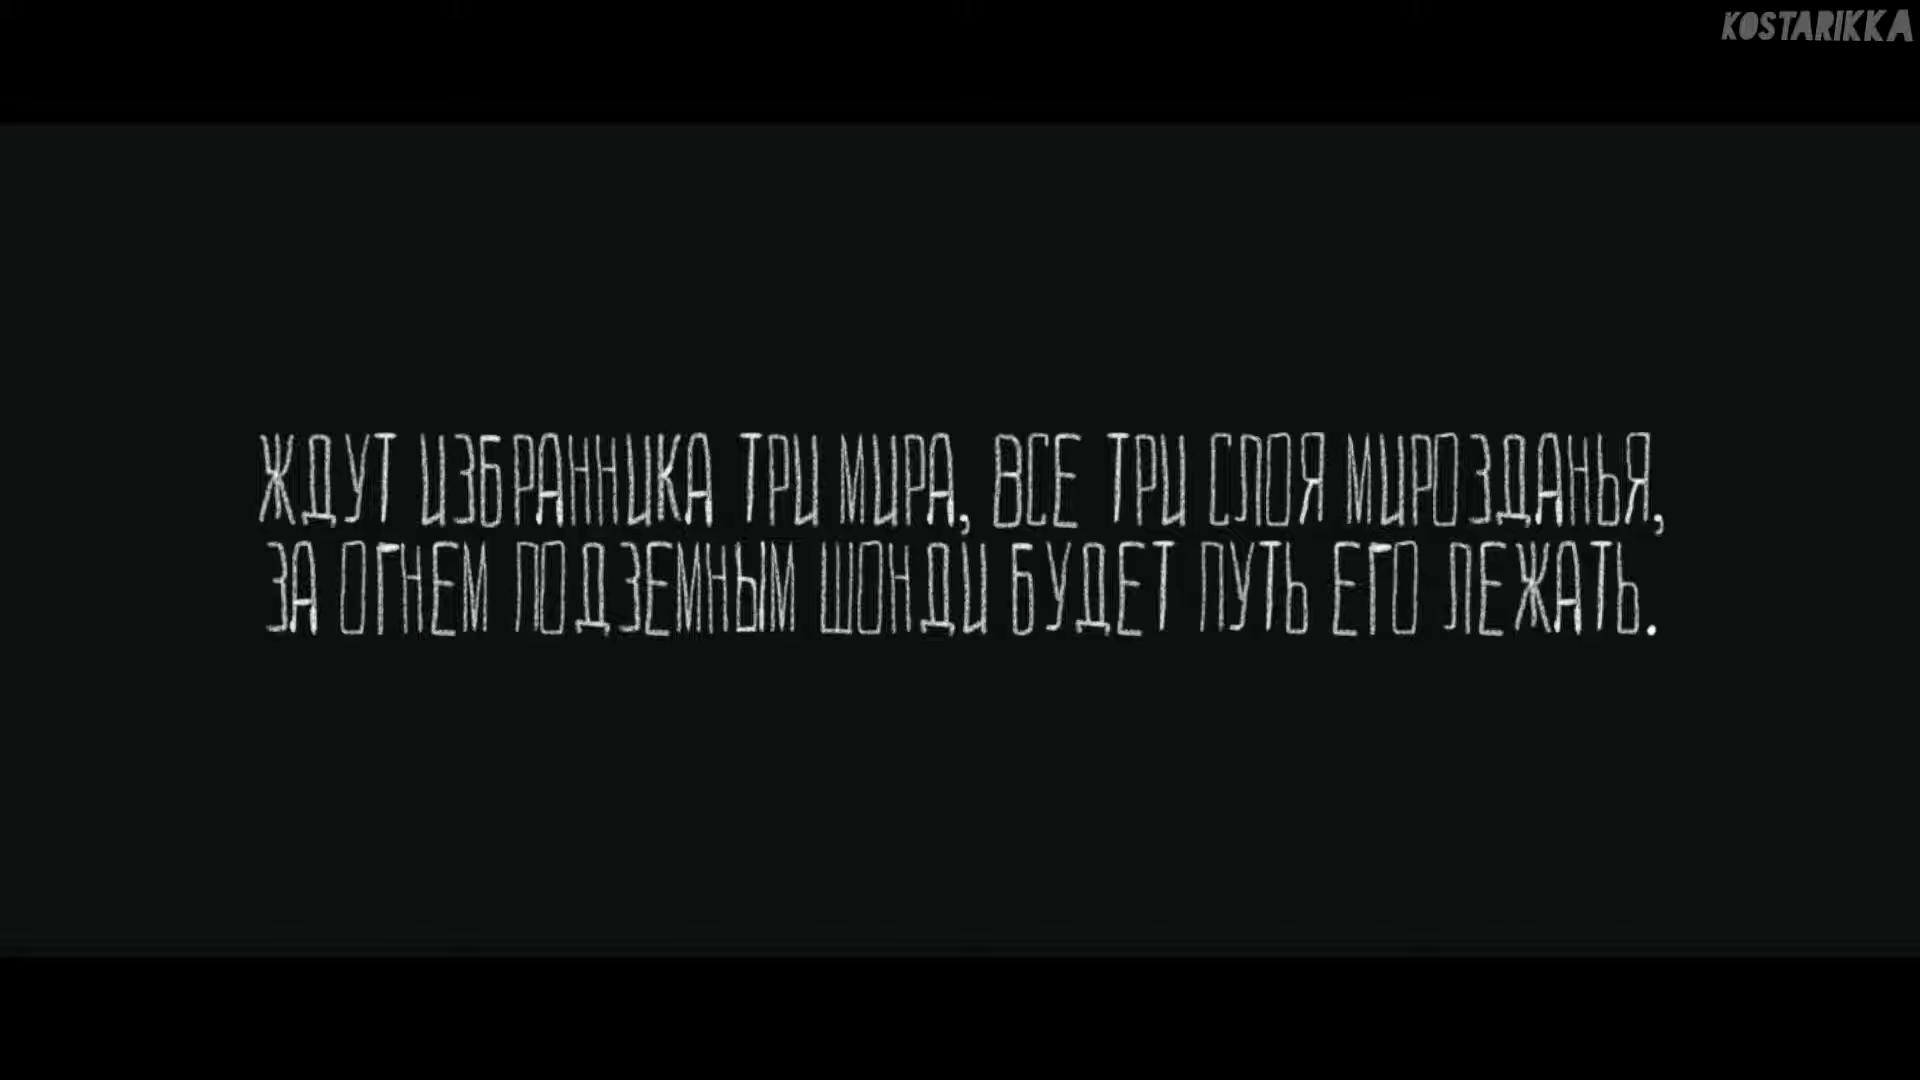 KOSTARIKKA
ЖДУТ ИЗБРАННИКА ТРИ МИРА, ВСЕ ТРИ СЛОЯ МИРОЗДАНЬЯ,
ЗА ОГНЕМ ПОДЗЕМНЫМ ШОНДИ БУДЕТ ПУТЬ ЕГО ЛЕЖАТЬ.